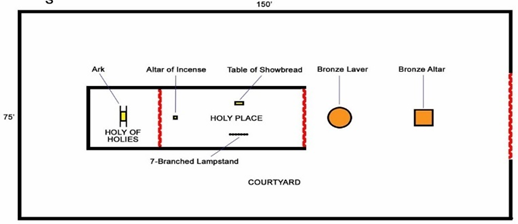 S
150'
Ark
Altar of Incense
Table of Showbread
Bronze Laver
Bronze Altar
75'
HOLY PLACE
HOLY OF
HOLIES
7-Branched Lampstand
COURTYARD